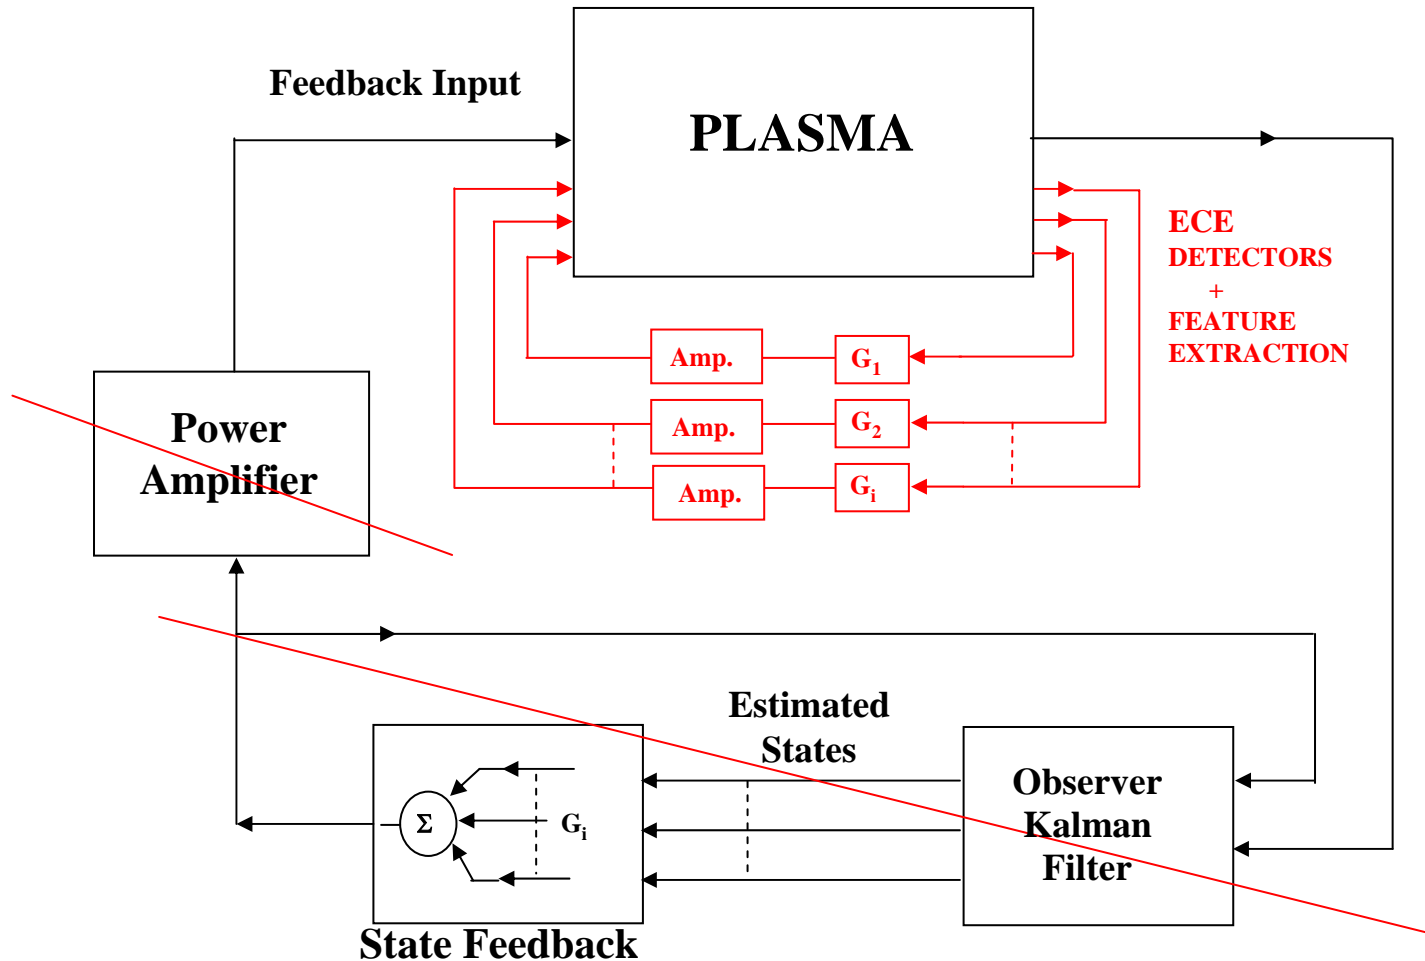 Feedback Input
PLASMA
ECE
DETECTORS
+
FEATURE
EXTRACTION
Amp.
G1
Amp.
G2
Amp.
Gi
Power
Amplifier
Estimated
States
Σ
Gi
Observer
Kalman
Filter
State Feedback